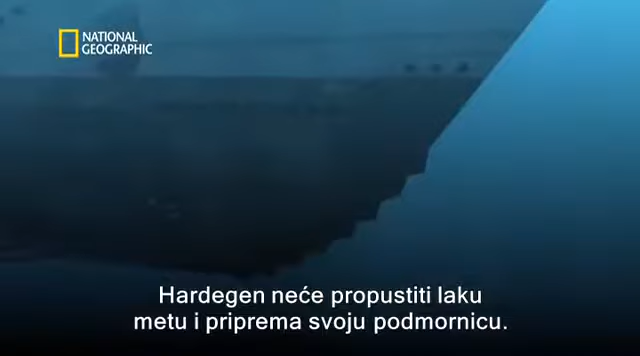 NATIONAL
GEOGRAPHIC
Hardegen neće propustiti laku
metu i priprema svoju podmornicu.